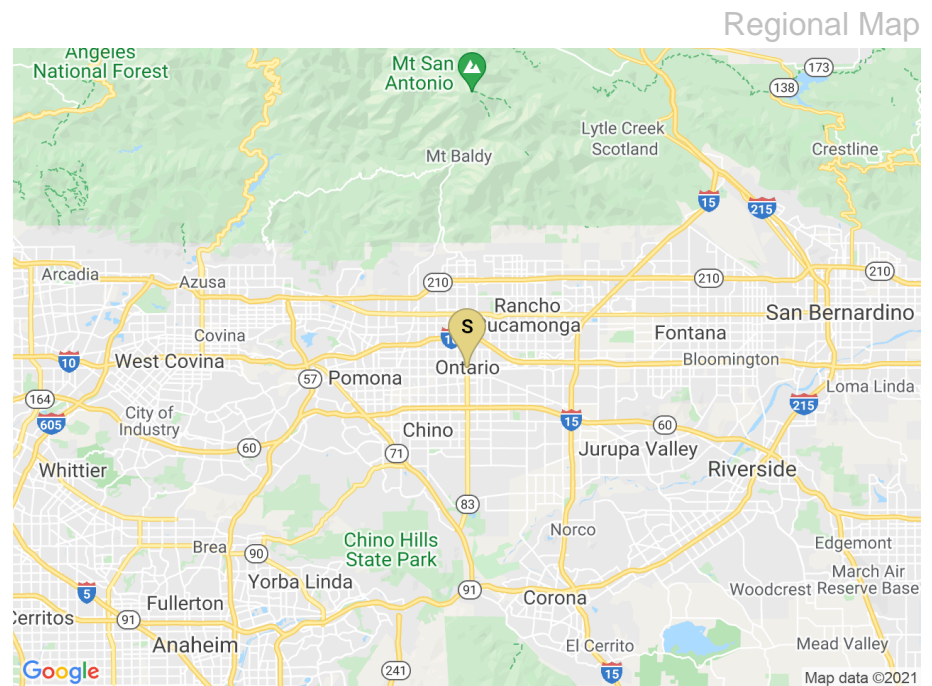 Regional Map
Angeles
National Forest
Mt San
Antonio
173
138
Lytle Creek
Scotland
Crestline
Mt Baldy
15
215
Arcadia
Azusa
210
210
210
Rancho
ucamonga
San Bernardino
S
Covina
Fontana
10
West Covina
Ontario
Bloomington
57
Pomona
Loma Linda
164
City of
Industry
605
Chino
15
60
215
60
71
Jurupa Valley
Whittier
Riverside
83
Norco
Brea
90
Chino Hills
State Park
Edgemont
Yorba Linda
91
Corona
March Air
Woodcrest
Reserve Base
5
Fullerton
Cerritos
91
Anaheim
El Cerrito
Mead Valley
241
15
Google
Map data ©2021